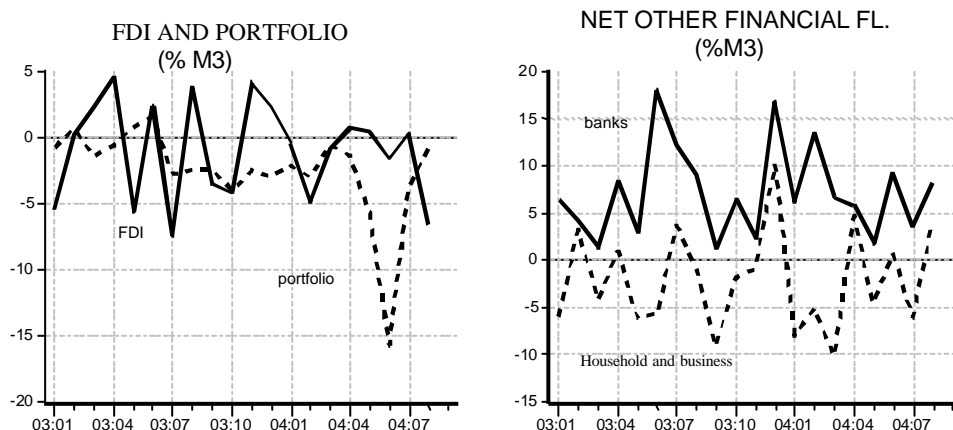 FDI AND PORTFOLIO
(% M3)
5
0
-5
-10
-15
-20
FDI
portfolio
03:01 03:04 03:07 03:10 04:01 04:04 04:07
NET OTHER FINANCIAL FL.
(%M3)
20
15
10
5
0
-5
-10
-15
banks
Household and business
03:01 03:04 03:07 03:10 04:01 04:04 04:07